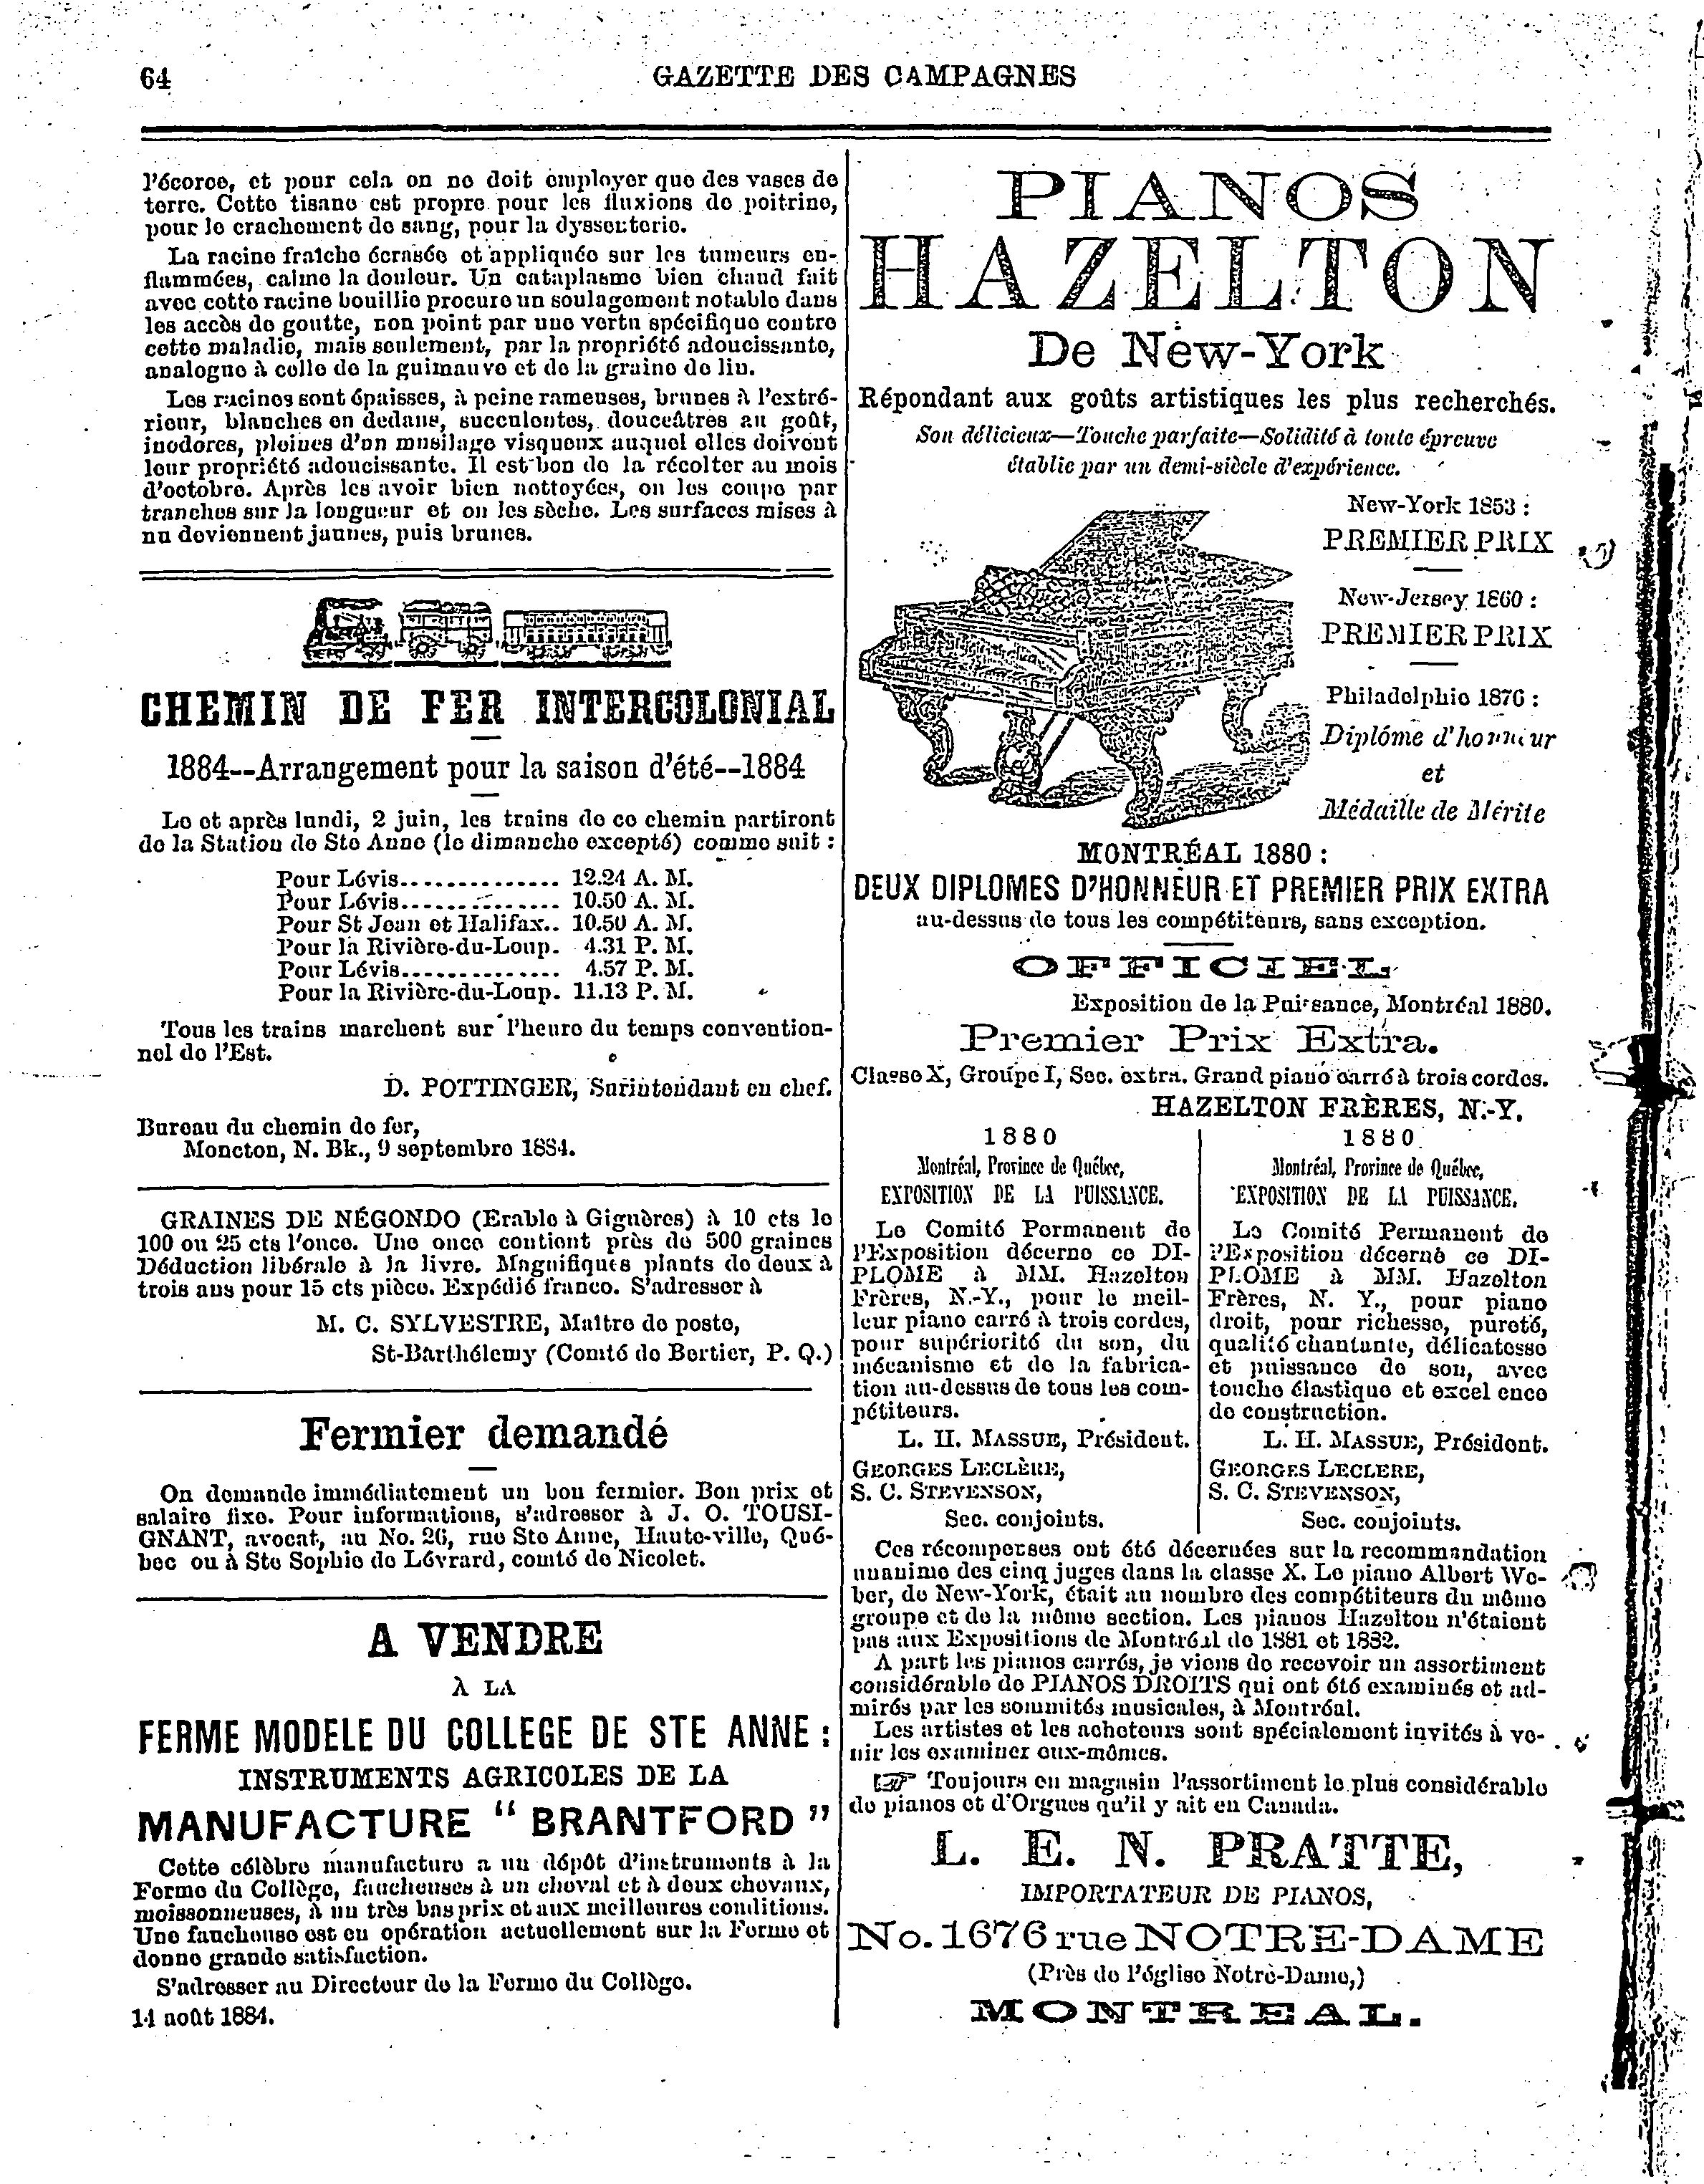 64
GAZETTE DES CAMPAGNES
l'écorce, et pour cela on ne doit employer que des vases de
terre. Cette tisane est propre pour les fluxions de poitrine,
pour le crachement de sang, pour la dyssenterie.
La racine fraîche écrasée et appliquée sur les tumeurs en-
flammées, calme la douleur. Un cataplasme bien chaud fait
avec cette racine bouillie procure un soulagement notable dans
les accès de goutte, non point par une vertu spécifique contre
cette maladie, mais seulement, par la propriété adoucissante,
analogue à celle de la guimauve et de la graine de lin.
Les racines sont épaisses, à peine rameuses, brunes à l'exté-
rieur, blanches en dedans, succulentes, douceâtres au goût,
inodores, pleines d'un musilage visqueux auquel elles doivent
leur propriété adoucissante. Il est bon de la récolter au mois
d'octobre. Après les avoir bien nettoyées, on les coupe par
tranches sur la longueur et on les sèche. Les surfaces mises à
nu deviennent jaunes, puis brunes.
CHEMIN DE FER INTERCOLONIAL
1884--Arrangement pour la saison d'été--1884
Le et après lundi, 2 juin, les trains de ce chemin partiront
de la Station de Ste Anne (le dimanche excepté) comme suit :
Pour Lévis.............. 12.24 A. M.
Pour Lévis.............. 10.50 A. M.
Pour St Jean et Halifax.. 10.50 A. M.
Pour la Rivière-du-Loup. 4.31 P. M.
Pour Lévis.............. 4.57 P. M.
Pour la Rivière-du-Loup. 11.13 P. M.
Tous les trains marchent sur l'heure du temps convention-
nel de l'Est.
D. POTTINGER, Surintendant en chef.
Bureau du chemin de fer,
Moncton, N. Bk., 9 septembre 1884.
GRAINES DE NÉGONDO (Erable à Giguères) à 10 cts le
100 ou 25 cts l'once. Une once contient près de 500 graines
Déduction libérale à la livre. Magnifiques plants de deux à
trois ans pour 15 cts pièce. Expédié franco. S'adresser à
M. C. SYLVESTRE, Maître de poste,
St-Barthélemy (Comté de Bertier, P. Q.)
Fermier demandé
On demande immédiatement un bon fermier. Bon prix et
salaire fixe. Pour informations, s'adresser à J. O. TOUSI-
GNANT, avocat, au No. 26, rue Ste Anne, Haute-ville, Qué-
bec ou à Ste Sophie de Lévrard, comté de Nicolet.
A VENDRE
À LA
FERME MODELE DU COLLEGE DE STE ANNE :
INSTRUMENTS AGRICOLES DE LA
MANUFACTURE " BRANTFORD "
Cette célèbre manufacture a un dépôt d'instruments à la
Ferme du Collège, faucheuses à un cheval et à deux chevaux,
moissonneuses, à un très bas prix et aux meilleures conditions.
Une faucheuse est en opération actuellement sur la Ferme et
donne grande satisfaction.
S'adresser au Directeur de la Ferme du Collège.
14 août 1884.
PIANOS
HAZELTON
De New-York
Répondant aux goûts artistiques les plus recherchés.
Son délicieux—Touche parfaite—Solidité à toute épreuve
établie par un demi-siècle d'expérience.
New-York 1853 :
PREMIER PRIX
New-Jersey 1860 :
PREMIER PRIX
Philadelphie 1876 :
Diplôme d'honneur
et
Médaille de Mérite
MONTRÉAL 1880 :
DEUX DIPLOMES D'HONNEUR ET PREMIER PRIX EXTRA
au-dessus de tous les compétiteurs, sans exception.
OFFICIEL
Exposition de la Puissance, Montréal 1880.
Premier Prix Extra.
Classe X, Groupe I, Sec. extra. Grand piano carré à trois cordes.
HAZELTON FRÈRES, N.-Y.
1880
Montréal, Province de Québec,
EXPOSITION DE LA PUISSANCE.
Le Comité Permanent de
l'Exposition décerne ce DI-
PLOME à MM. Hazelton
Frères, N.-Y., pour le meil-
leur piano carré à trois cordes,
pour supériorité du son, du
mécanisme et de la fabrica-
tion au-dessus de tous les com-
pétiteurs.
L. H. MASSUE, Président.
GEORGES LECLÈRE,
S. C. STEVENSON,
Sec. conjoints.
1880
Montréal, Province de Québec,
EXPOSITION DE LA PUISSANCE.
Le Comité Permanent de
l'Exposition décerne ce DI-
PLOME à MM. Hazelton
Frères, N. Y., pour piano
droit, pour richesse, pureté,
qualité chantante, délicatesse
et puissance de son, avec
touche élastique et excel ence
de construction.
L. H. MASSUE, Président.
GEORGES LECLERE,
S. C. STEVENSON,
Sec. conjoints.
Ces récompenses ont été décernées sur la recommandation
unanime des cinq juges dans la classe X. Le piano Albert We-
ber, de New-York, était au nombre des compétiteurs du même
groupe et de la même section. Les pianos Hazelton n'étaient
pas aux Expositions de Montréal de 1881 et 1882.
A part les pianos carrés, je viens de recevoir un assortiment
considérable de PIANOS DROITS qui ont été examinés et ad-
mirés par les sommités musicales, à Montréal.
Les artistes et les acheteurs sont spécialement invités à ve-
nir les examiner eux-mêmes.
☞ Toujours en magasin l'assortiment le plus considérable
de pianos et d'Orgues qu'il y ait en Canada.
L. E. N. PRATTE,
IMPORTATEUR DE PIANOS,
No. 1676 rue NOTRE-DAME
(Près de l'église Notre-Dame,)
MONTREAL.